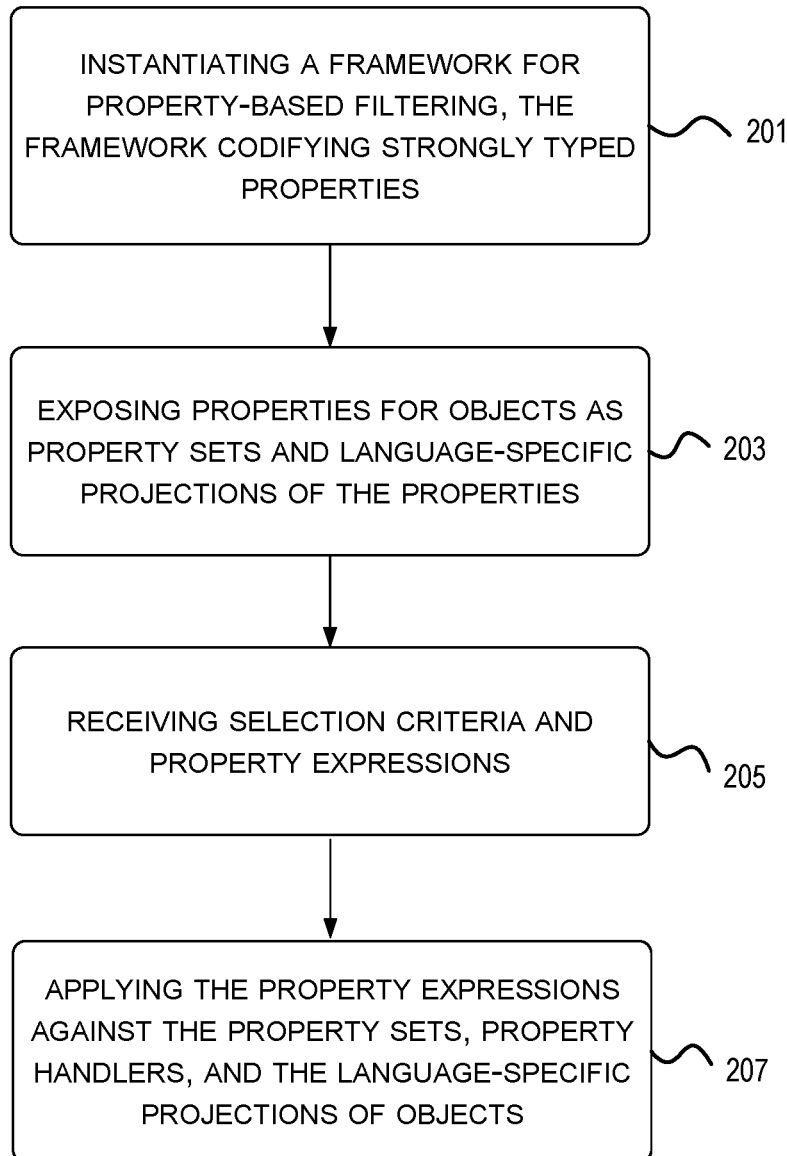 INSTANTIATING A FRAMEWORK FOR
PROPERTY-BASED FILTERING, THE
FRAMEWORK CODIFYING STRONGLY TYPED
PROPERTIES
201
EXPOSING PROPERTIES FOR OBJECTS AS
PROPERTY SETS AND LANGUAGE-SPECIFIC
PROJECTIONS OF THE PROPERTIES
203
RECEIVING SELECTION CRITERIA AND
PROPERTY EXPRESSIONS
205
APPLYING THE PROPERTY EXPRESSIONS
AGAINST THE PROPERTY SETS, PROPERTY
HANDLERS, AND THE LANGUAGE-SPECIFIC
PROJECTIONS OF OBJECTS
207